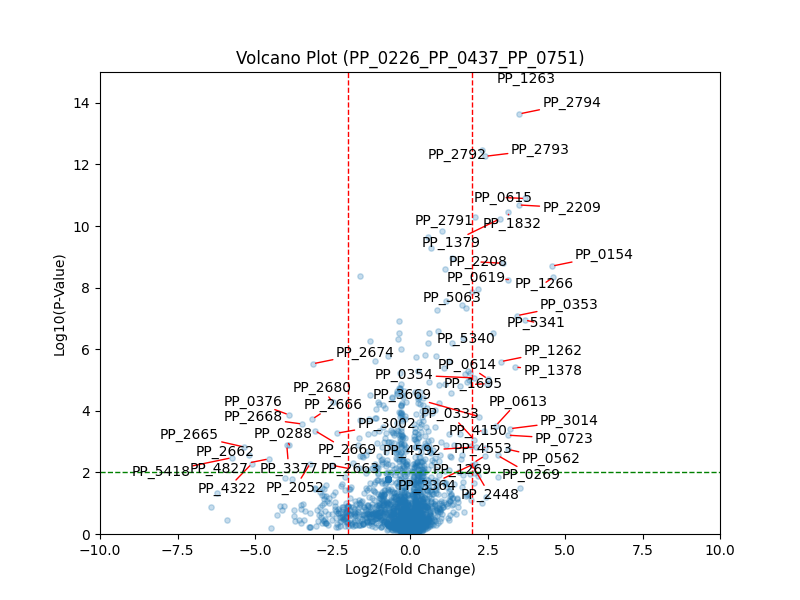 Volcano Plot (PP_0226_PP_0437_PP_0751)
PP_1263
PP_2794
PP_2793
PP_2792
PP_0615
PP_2209
PP_2791
PP_1832
PP_1379
PP_0154
PP_2208
PP_0619
PP_1266
PP_5063
PP_0353
PP_5341
PP_5340
PP_2674
PP_1262
PP_0614
PP_1378
PP_0354
PP_1695
PP_2680
PP_3669
PP_0376
PP_2666
PP_0613
PP_2668
PP_0333
PP_3014
PP_3002
PP_2665
PP_0288
PP_4150
PP_0723
PP_2662
PP_2669
PP_4592
PP_4553
PP_0562
PP_5418
PP_4827
PP_3377
PP_2663
PP_1269
PP_0269
PP_4322
PP_2052
PP_3364
PP_2448
14
12
10
8
6
4
2
0
Log10(P-Value)
−10.0 −7.5 −5.0 −2.5 0.0 2.5 5.0 7.5 10.0
Log2(Fold Change)